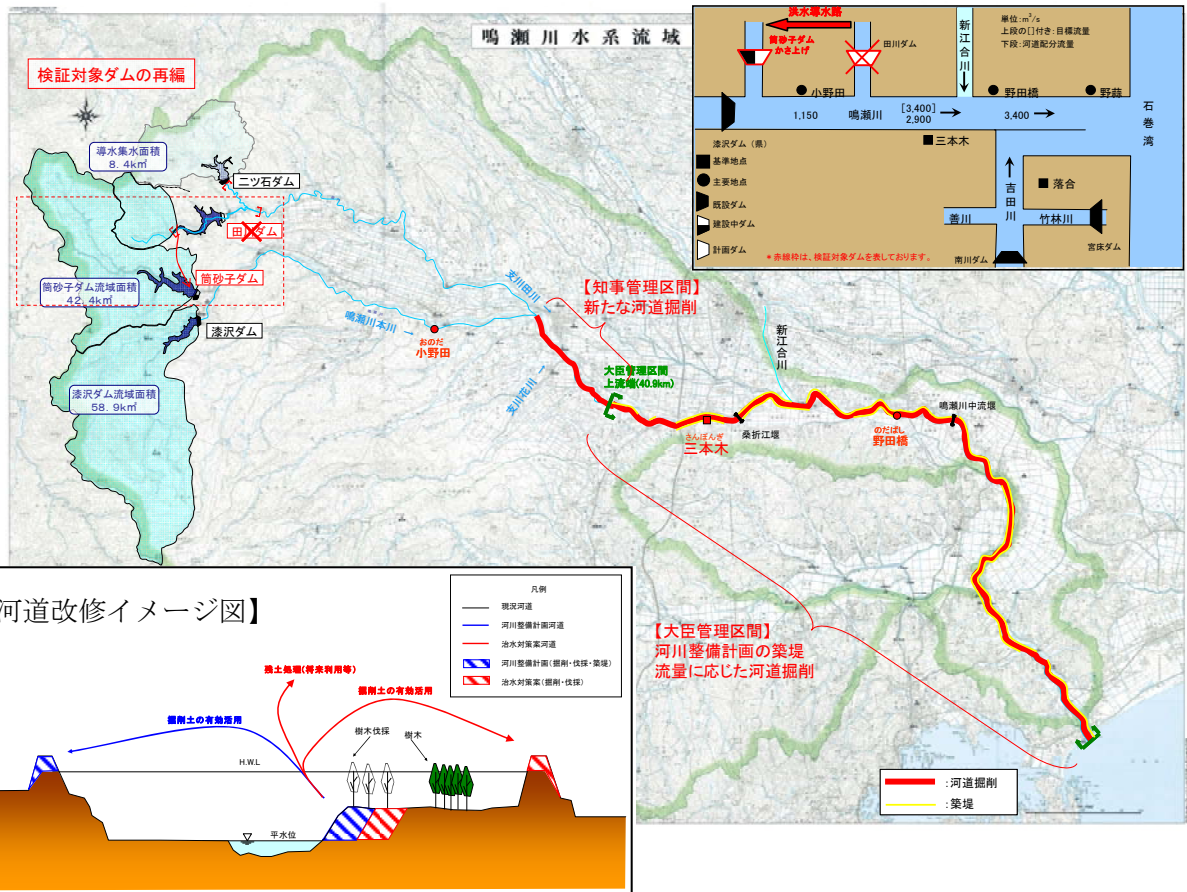 鳴瀬川水系流域
検証対象ダムの再編
導水集水面積
8.4km²
二ツ石ダム
田川ダム
筒砂子ダム
筒砂子ダム流域面積
42.4km²
漆沢ダム
漆沢ダム流域面積
58.9km²
鳴瀬川本川
おのだ
小野田
支川田川
支川花川
【知事管理区間】
新たな河道掘削
大臣管理区間
上流端(40.9km)
新江合川
さんぼんぎ
三本木
桑折江堰
のだばし
野田橋
鳴瀬川中流堰
【大臣管理区間】
河川整備計画の築堤
流量に応じた河道掘削
:河道掘削
:築堤
洪水導水路
筒砂子ダム
かさ上げ
田川ダム
新江合川
単位:m³/s
上段の[]付き:目標流量
下段:河道配分流量
小野田
野田橋
野蒜
石巻湾
1,150
鳴瀬川
[3,400]
2,900
3,400
漆沢ダム(県)
三本木
基準地点
主要地点
既設ダム
建設中ダム
計画ダム
吉田川
落合
善川
竹林川
宮床ダム
南川ダム
*赤線枠は、検証対象ダムを表しております。
河道改修イメージ図】
凡例
現況河道
河川整備計画河道
治水対策案河道
河川整備計画(掘削・伐採・築堤)
治水対策案(掘削・伐採)
残土処理(将来利用等)
掘削土の有効活用
掘削土の有効活用
樹木伐採
樹木
H.W.L
平水位